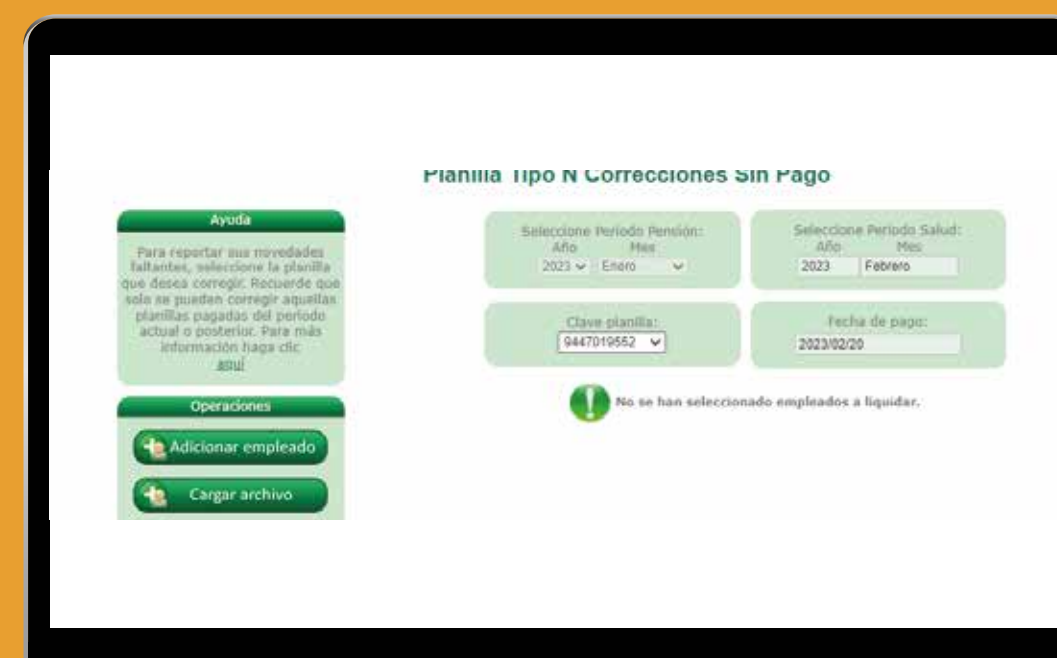 Planilla Tipo N Correcciones Sin Pago
Ayuda
Para reportar sus novedades
faltantes, seleccione la planilla
que desea corregir. Recuerde que
solo se pueden corregir aquellas
planillas pagadas del periodo
actual o posterior. Para más
información haga clic
aquí
Operaciones
Adicionar empleado
Cargar archivo
Seleccione Periodo Pensión:
Año Mes
2023 Enero
Seleccione Periodo Salud:
Año Mes
2023 Febrero
Clave planilla:
9447019552
Fecha de pago:
2023/02/20
No se han seleccionado empleados a liquidar.